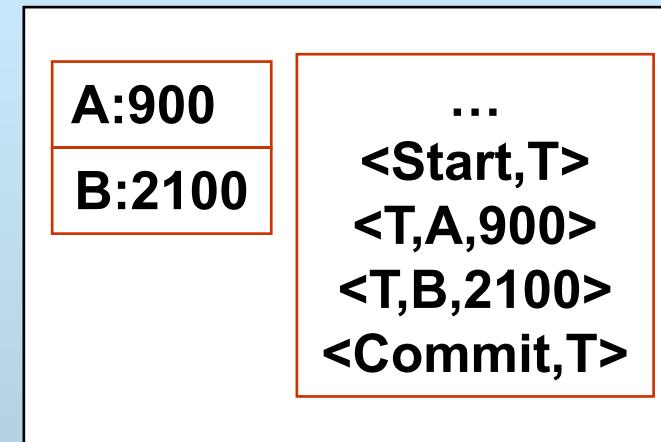 A:900
B:2100
...
<Start,T>
<T,A,900>
<T,B,2100>
<Commit,T>